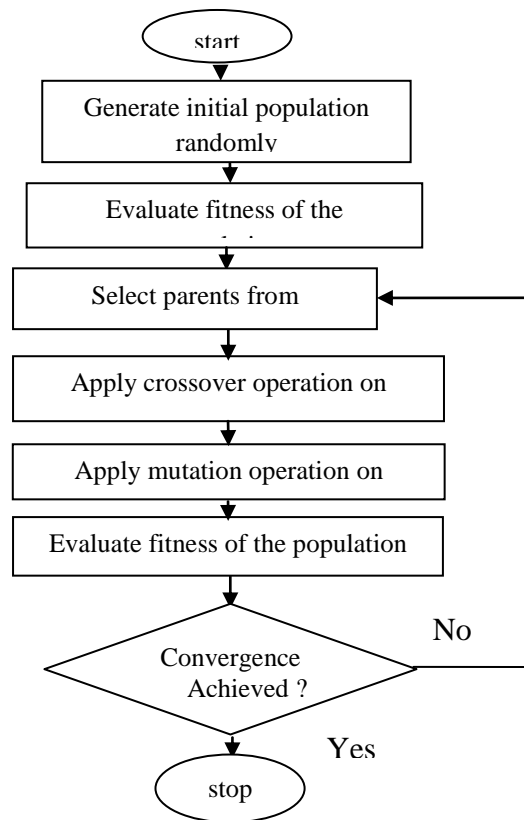 start
Generate initial population
randomly
Evaluate fitness of the
Select parents from
Apply crossover operation on
Apply mutation operation on
Evaluate fitness of the population
Convergence
Achieved ?
No
Yes
stop